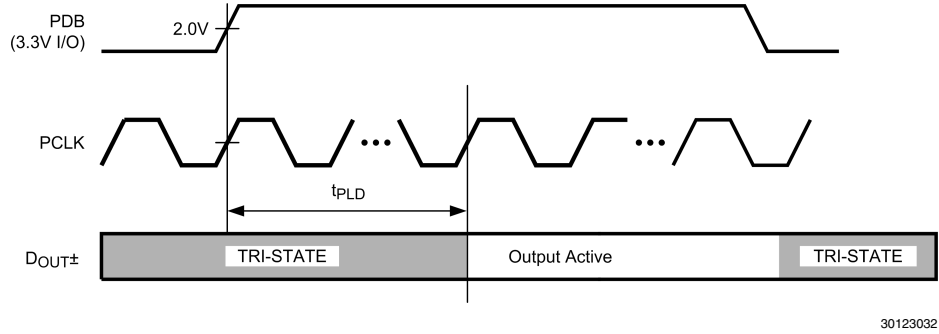 PDB
(3.3V I/O)
2.0V
PCLK
tPLD
DOUT±
TRI-STATE
Output Active
TRI-STATE
30123032